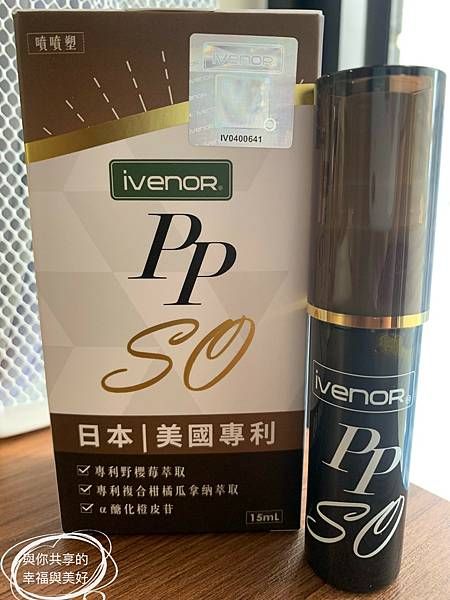 噴噴塑
ivenor
IV0400641
ivenor®
PP
SO
日本|美國專利
專利野櫻莓萃取
專利複合柑橘瓜拿納萃取
α醣化橙皮苷
15mL
ivenor®
PP
SO
與你共享的
幸福與美好